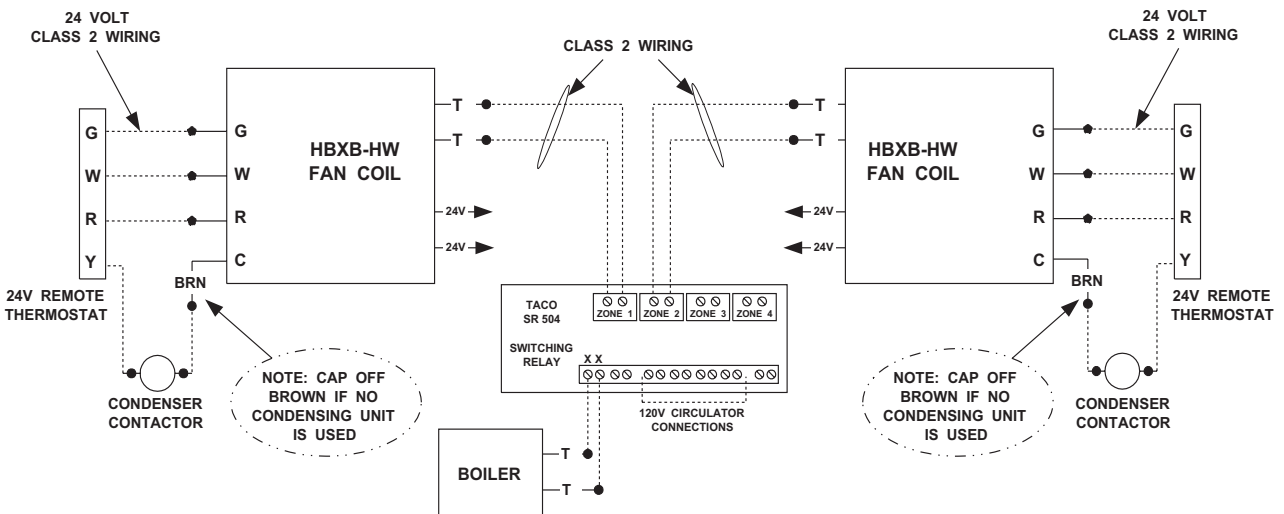 24 VOLT
CLASS 2 WIRING
CLASS 2 WIRING
24 VOLT
CLASS 2 WIRING
G
W
R
Y
24V REMOTE
THERMOSTAT
G
W
R
C
BRN
HBXB-HW
FAN COIL
T
T
24V
24V
CONDENSER
CONTACTOR
NOTE: CAP OFF
BROWN IF NO
CONDENSING UNIT
IS USED
TACO
SR 504
SWITCHING
RELAY
ZONE 1
ZONE 2
ZONE 3
ZONE 4
X X
120V CIRCULATOR
CONNECTIONS
BOILER
T
T
T
T
24V
24V
HBXB-HW
FAN COIL
G
W
R
C
BRN
G
W
R
Y
24V REMOTE
THERMOSTAT
NOTE: CAP OFF
BROWN IF NO
CONDENSING UNIT
IS USED
CONDENSER
CONTACTOR